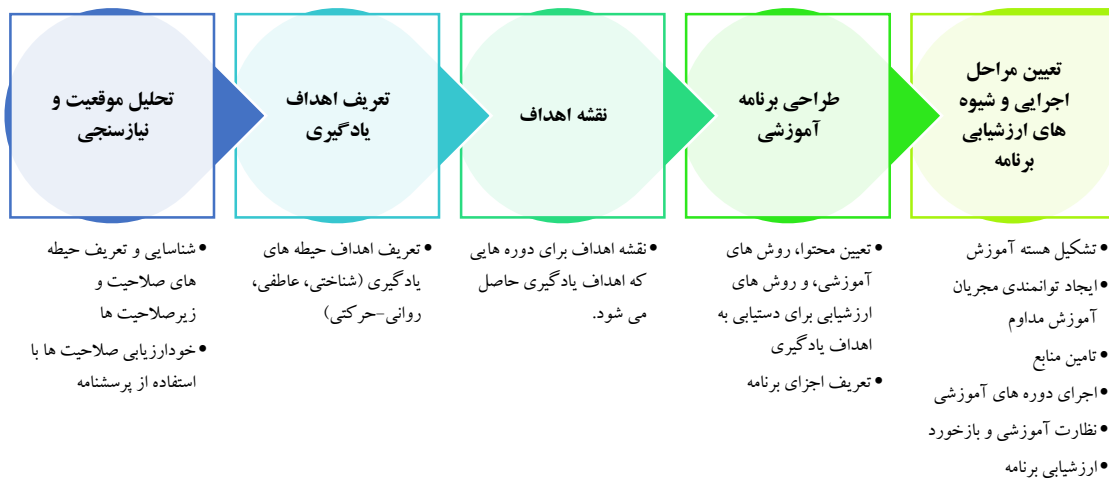 تحلیل موقعیت و
نیازسنجی
تعریف اهداف
یادگیری
نقشه اهداف
طراحی برنامه
آموزشی
تعیین مراحل
اجرایی و شیوه
های ارزشیابی
برنامه
•شناسایی و تعریف حیطه
های صلاحیت و
زیرصلاحیت ها
•خودارزیابی صلاحیت ها با
استفاده از پرسشنامه
•تعریف اهداف حیطه های
یادگیری (شناختی، عاطفی،
روانی-حرکتی)
•نقشه اهداف برای دوره هایی
که اهداف یادگیری حاصل
می شود.
•تعیین محتوا، روش های
آموزشی، و روش های
ارزشیابی برای دستیابی به
اهداف یادگیری
•تعریف اجزای برنامه
•تشکیل هسته آموزش
•ایجاد توانمندی مجریان
آموزش مداوم
•تامین منابع
•اجرای دوره های آموزشی
•نظارت آموزشی و بازخورد
•ارزشیابی برنامه